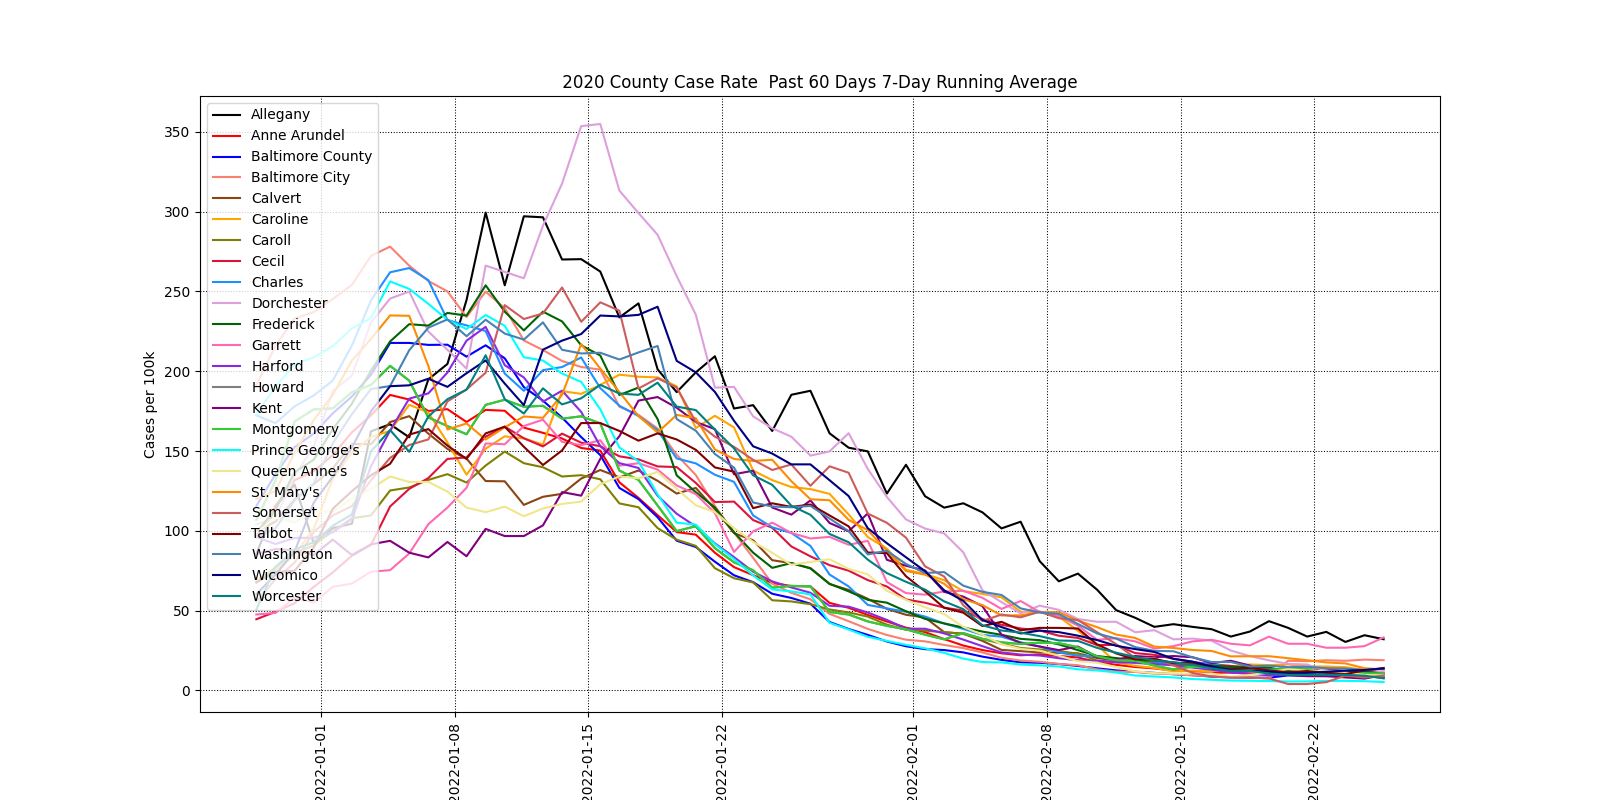 2020 County Case Rate  Past 60 Days 7-Day Running Average
Cases per 100k
350
300
250
200
150
100
50
0
Allegany
Anne Arundel
Baltimore County
Baltimore City
Calvert
Caroline
Caroll
Cecil
Charles
Dorchester
Frederick
Garrett
Harford
Howard
Kent
Montgomery
Prince George's
Queen Anne's
St. Mary's
Somerset
Talbot
Washington
Wicomico
Worcester
2022-01-01
2022-01-08
2022-01-15
2022-01-22
2022-02-01
2022-02-08
2022-02-15
2022-02-22